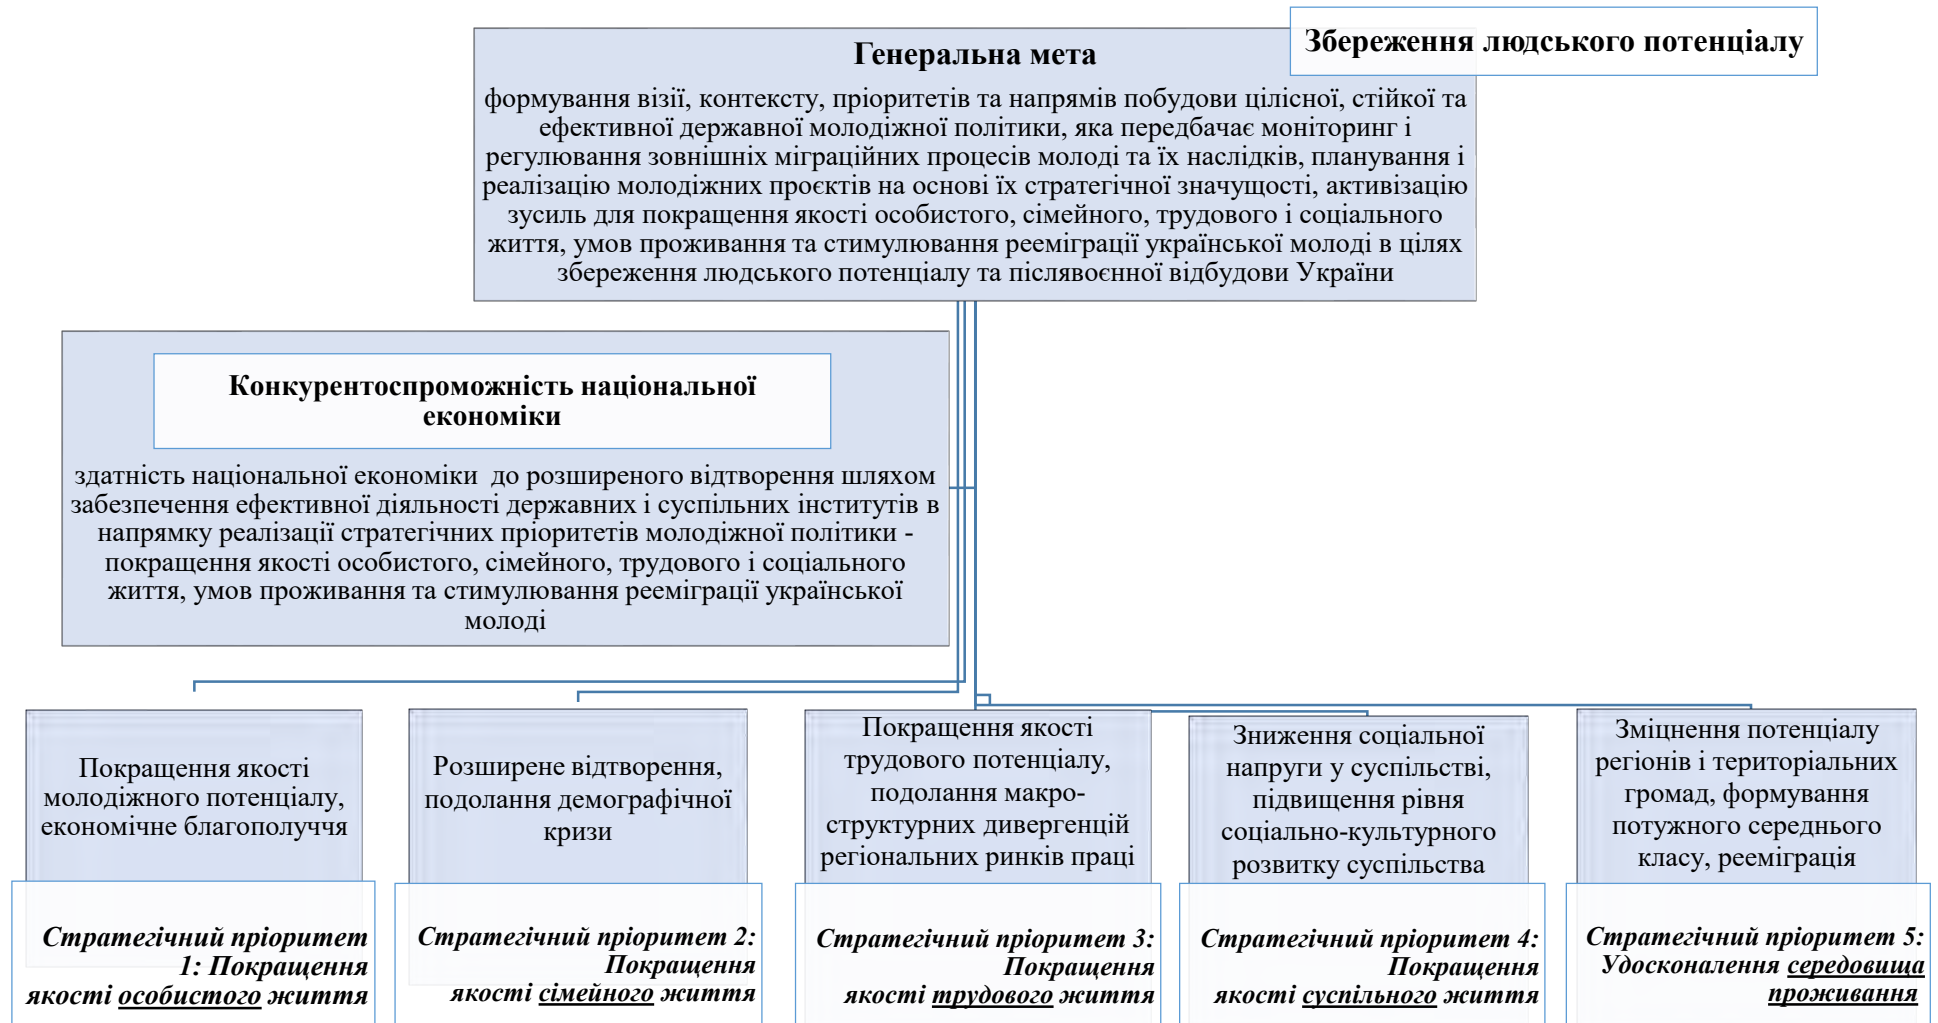 Збереження людського потенціалу
Генеральна мета
формування візії, контексту, пріоритетів та напрямів побудови цілісної, стійкої та
ефективної державної молодіжної політики, яка передбачає моніторинг і
регулювання зовнішніх міграційних процесів молоді та їх наслідків, планування і
реалізацію молодіжних проєктів на основі їх стратегічної значущості, активізацію
зусиль для покращення якості особистого, сімейного, трудового і соціального
життя, умов проживання та стимулювання рееміграції української молоді в цілях
збереження людського потенціалу та післявоєнної відбудови України
Конкурентоспроможність національної
економіки
здатність національної економіки до розширеного відтворення шляхом
забезпечення ефективної діяльності державних і суспільних інститутів в
напрямку реалізації стратегічних пріоритетів молодіжної політики -
покращення якості особистого, сімейного, трудового і соціального
життя, умов проживання та стимулювання рееміграції української
молоді
Покращення якості
молодіжного потенціалу,
економічне благополуччя
Стратегічний пріоритет
1: Покращення
якості особистого життя
Розширене відтворення,
подолання демографічної
кризи
Стратегічний пріоритет 2:
Покращення
якості сімейного життя
Покращення якості
трудового потенціалу,
подолання макро-
структурних дивергенцій
регіональних ринків праці
Стратегічний пріоритет 3:
Покращення
якості трудового життя
Зниження соціальної
напруги у суспільстві,
підвищення рівня
соціально-культурного
розвитку суспільства
Стратегічний пріоритет 4:
Покращення
якості суспільного життя
Зміцнення потенціалу
регіонів і територіальних
громад, формування
потужного середнього
класу, рееміграція
Стратегічний пріоритет 5:
Удосконалення середовища
проживання